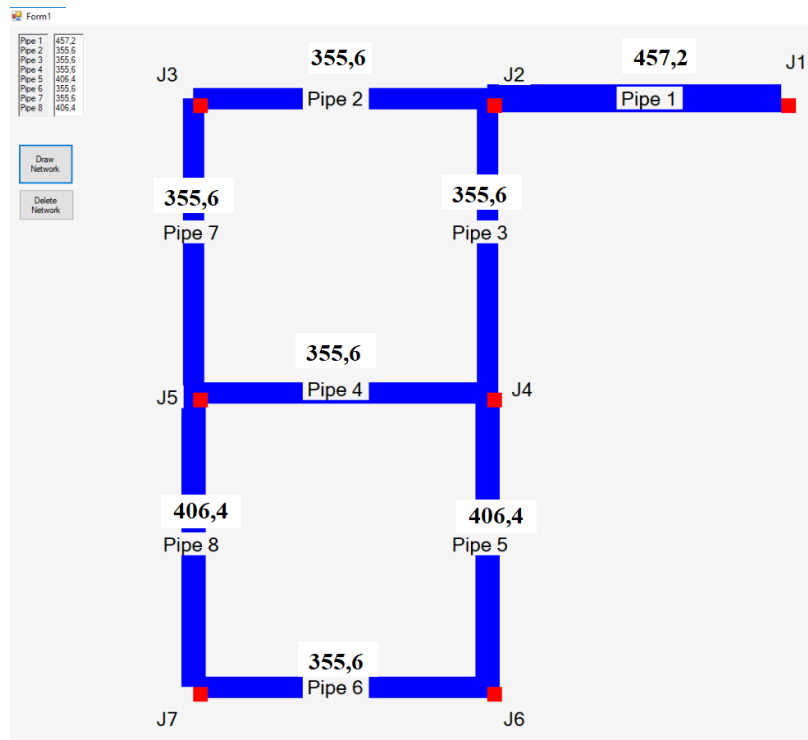 Form1
Pipe 1 457,2
Pipe 2 355,6
Pipe 3 355,6
Pipe 4 355,6
Pipe 5 406,4
Pipe 6 355,6
Pipe 7 355,6
Pipe 8 406,4
Draw
Network
Delete
Network
355,6
457,2
J1
J3
J2
Pipe 2
Pipe 1
355,6
355,6
Pipe 7
Pipe 3
355,6
Pipe 4
J5
J4
406,4
406,4
Pipe 8
Pipe 5
355,6
Pipe 6
J7
J6